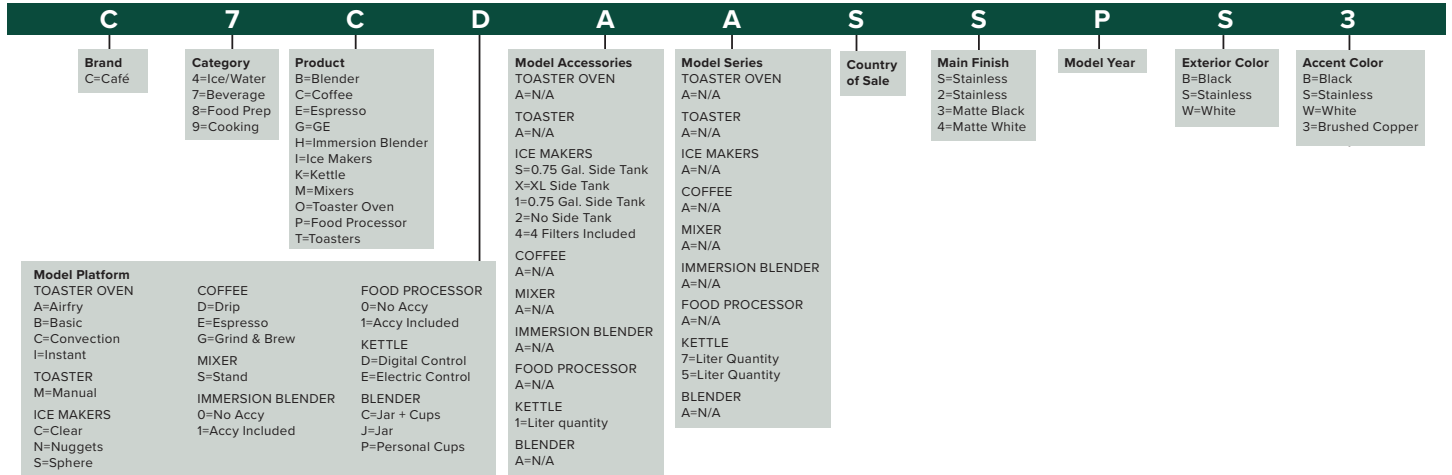 C 7 C D A A S S P S 3
Brand
C=Café
Category
4=Ice/Water
7=Beverage
8=Food Prep
9=Cooking
Product
B=Blender
C=Coffee
E=Espresso
G=GE
H=Immersion Blender
I=Ice Makers
K=Kettle
M=Mixers
O=Toaster Oven
P=Food Processor
T=Toasters
Model Platform
TOASTER OVEN
A=Airfry
B=Basic
C=Convection
I=Instant
TOASTER
M=Manual
ICE MAKERS
C=Clear
N=Nuggets
S=Sphere
COFFEE
D=Drip
E=Espresso
G=Grind & Brew
MIXER
S=Stand
IMMERSION BLENDER
0=No Accy
1=Accy Included
FOOD PROCESSOR
0=No Accy
1=Accy Included
KETTLE
D=Digital Control
E=Electric Control
BLENDER
C=Jar + Cups
J=Jar
P=Personal Cups
Model Accessories
TOASTER OVEN
A=N/A
TOASTER
A=N/A
ICE MAKERS
S=0.75 Gal. Side Tank
X=XL Side Tank
1=0.75 Gal. Side Tank
2=No Side Tank
4=4 Filters Included
COFFEE
A=N/A
MIXER
A=N/A
IMMERSION BLENDER
A=N/A
FOOD PROCESSOR
A=N/A
KETTLE
1=Liter quantity
BLENDER
A=N/A
Model Series
TOASTER OVEN
A=N/A
TOASTER
A=N/A
ICE MAKERS
A=N/A
COFFEE
A=N/A
MIXER
A=N/A
IMMERSION BLENDER
A=N/A
FOOD PROCESSOR
A=N/A
KETTLE
7=Liter Quantity
5=Liter Quantity
BLENDER
A=N/A
Country
of Sale
Main Finish
S=Stainless
2=Stainless
3=Matte Black
4=Matte White
Model Year
Exterior Color
B=Black
S=Stainless
W=White
Accent Color
B=Black
S=Stainless
W=White
3=Brushed Copper